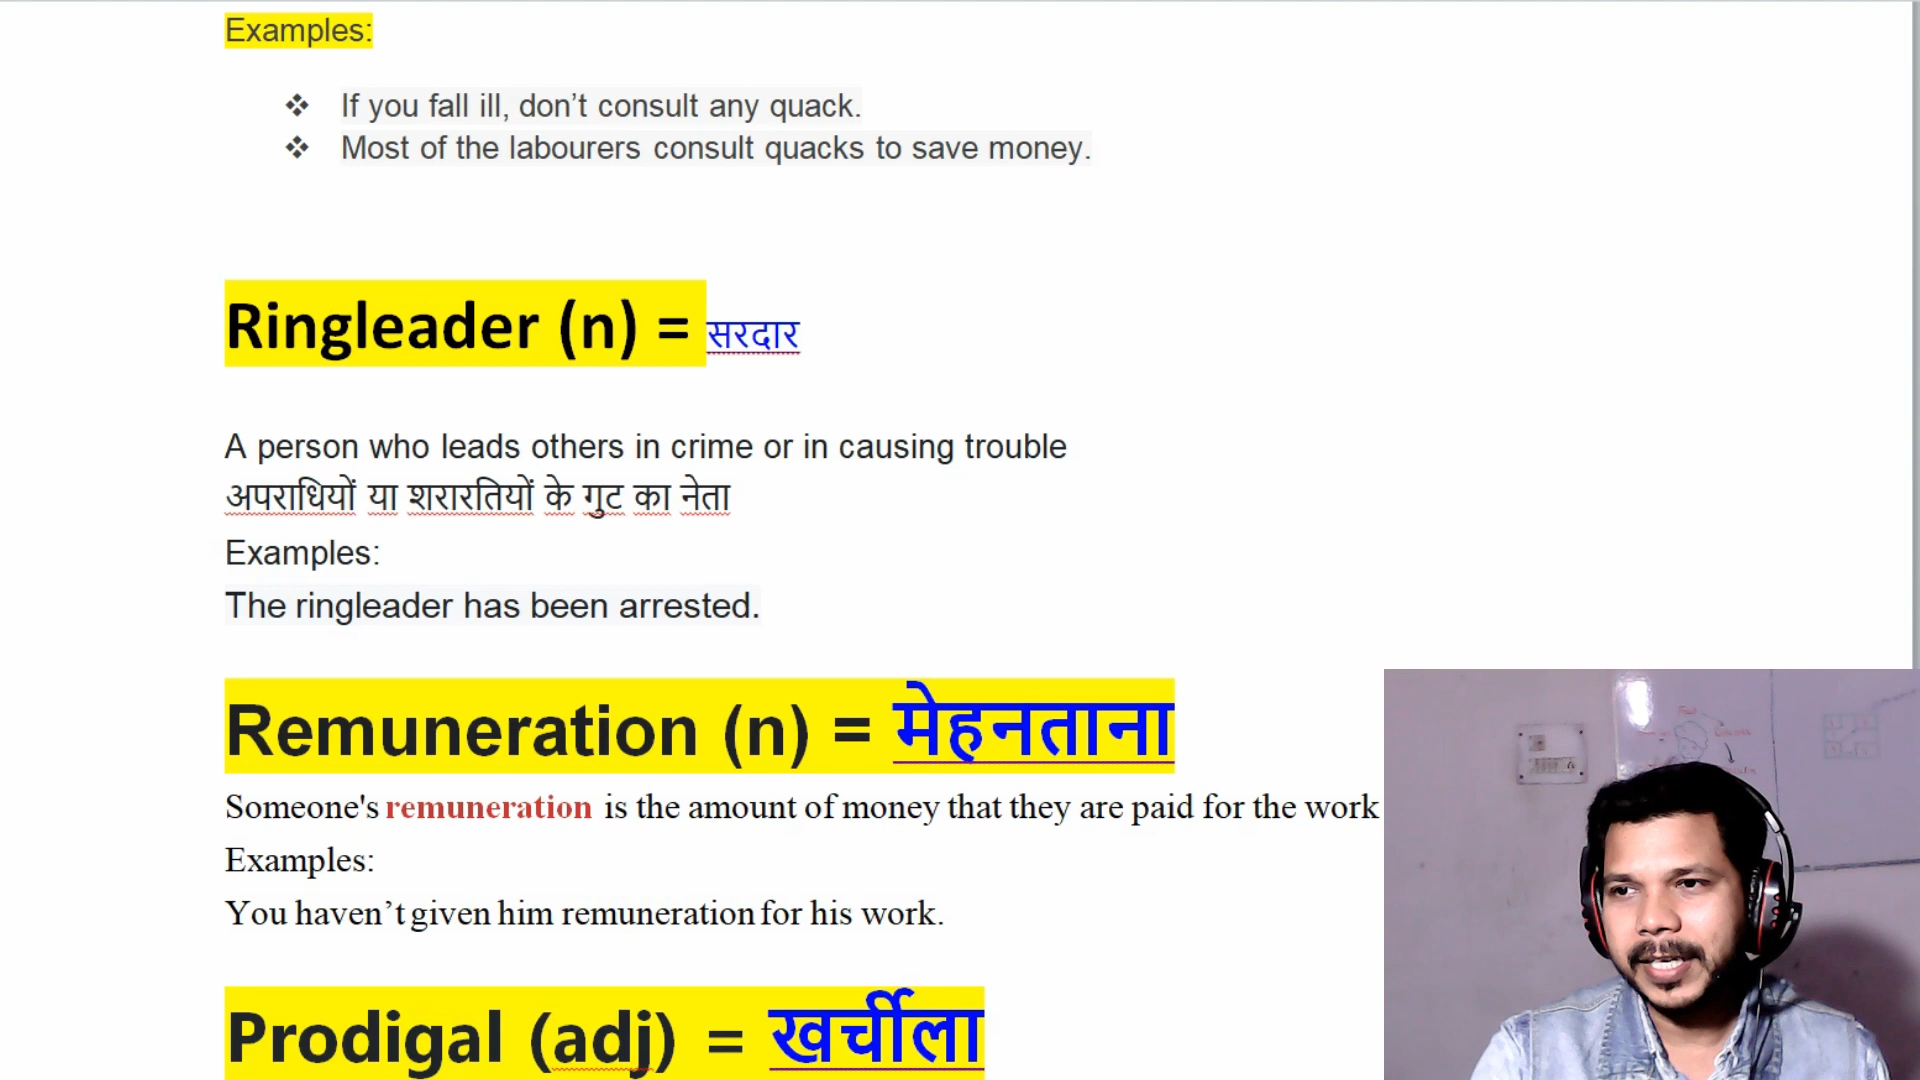 Examples:
❖ If you fall ill, don’t consult any quack.
❖ Most of the labourers consult quacks to save money.
Ringleader (n) = सरदार
A person who leads others in crime or in causing trouble
अपराधियों या शरारतियों के गुट का नेता
Examples:
The ringleader has been arrested.
Remuneration (n) = मेहनताना
Someone's remuneration is the amount of money that they are paid for the work
Examples:
You haven’t given him remuneration for his work.
Prodigal (adj) = खर्चीला